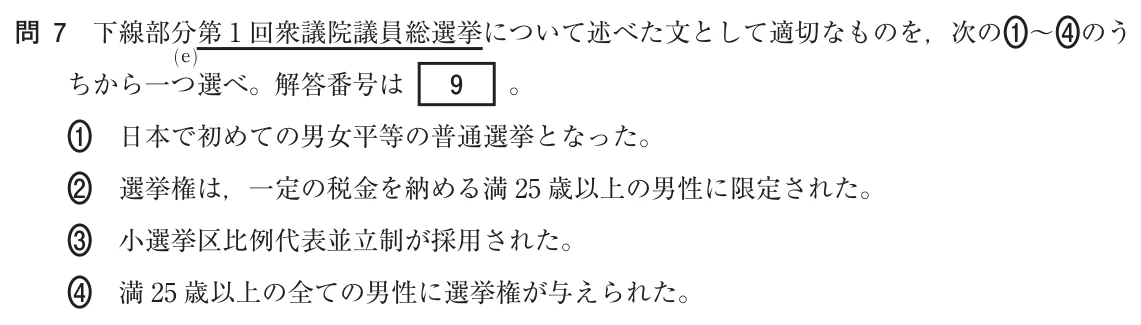 問 7 下線部分第 1 回衆議院議員総選挙について述べた文として適切なものを，次の①～④のう
(e)
ちから一つ選べ。解答番号は 9 。
① 日本で初めての男女平等の普通選挙となった。
② 選挙権は，一定の税金を納める満 25 歳以上の男性に限定された。
③ 小選挙区比例代表並立制が採用された。
④ 満 25 歳以上の全ての男性に選挙権が与えられた。